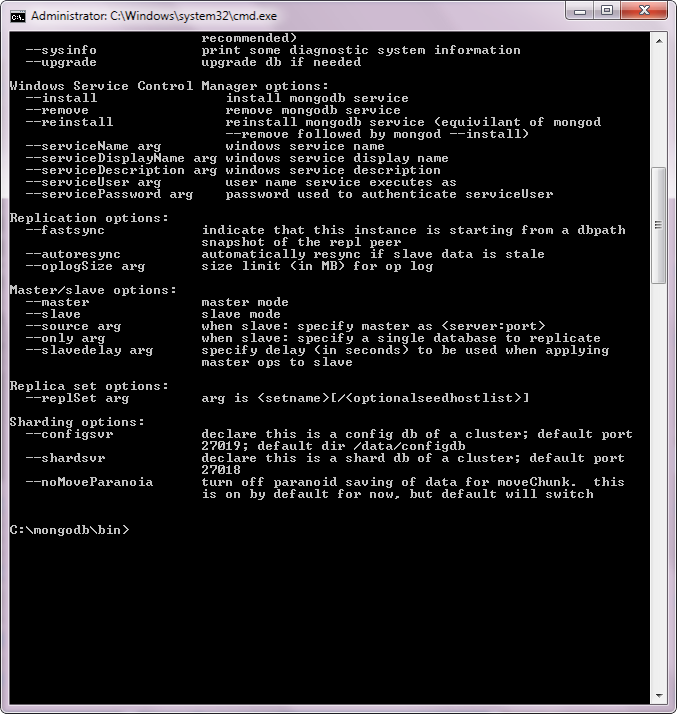 Administrator: C:\Windows\system32\cmd.exe
recommended)
--sysinfo print some diagnostic system information
--upgrade upgrade db if needed
Windows Service Control Manager options:
--install install mongodb service
--remove remove mongodb service
--reinstall reinstall mongodb service (equivilant of mongod
--remove followed by mongod --install)
--serviceName arg windows service name
--serviceDisplayName arg windows service display name
--serviceDescription arg windows service description
--serviceUser arg user name service executes as
--servicePassword arg password used to authenticate serviceUser
Replication options:
--fastsync indicate that this instance is starting from a dbpath
snapshot of the repl peer
--autoresync automatically resync if slave data is stale
--oplogSize arg size limit (in MB) for op log
Master/slave options:
--master master mode
--slave slave mode
--source arg when slave: specify master as <server:port>
--only arg when slave: specify a single database to replicate
--slavedelay arg specify delay (in seconds) to be used when applying
master ops to slave
Replica set options:
--replSet arg arg is <setname>[/<optionalseedhostlist>]
Sharding options:
--configsvr declare this is a config db of a cluster; default port
27019; default dir /data/configdb
--shardsvr declare this is a shard db of a cluster; default port
27018
--noMoveParanoia turn off paranoid saving of data for moveChunk. this
is on by default for now, but default will switch
C:\mongodb\bin>